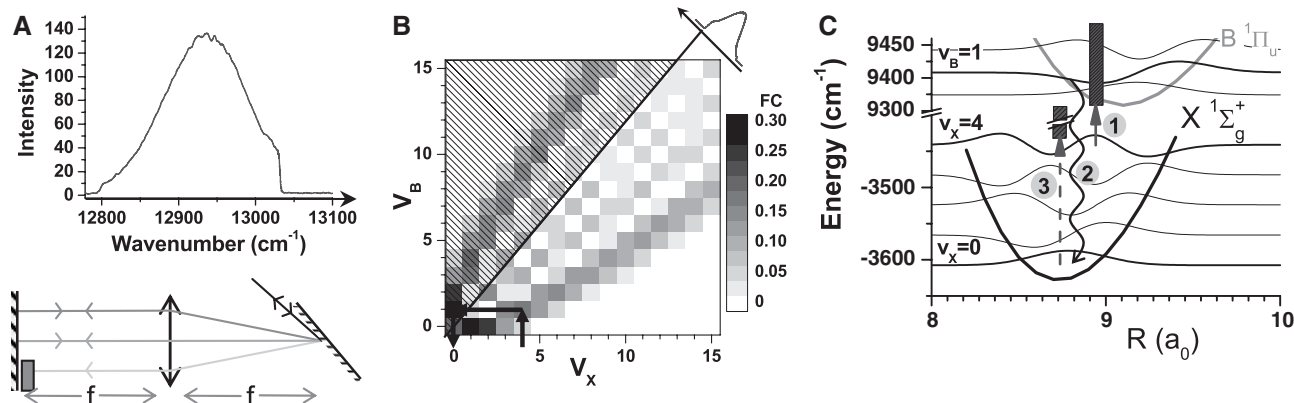 A
140
120
100
80
60
40
20
0
Intensity
12800 12900 13000 13100
Wavenumber (cm⁻¹)
f f
B
15
10
5
0
V_B
0 5 10 15
V_X
FC
0.30
0.25
0.20
0.15
0.10
0.05
0
C
9450
9400
9300
-3500
-3600
Energy (cm⁻¹)
v_B=1
B ¹Π_u
v_X=4
X ¹Σ_g⁺
1
2
3
v_X=0
8 9 10
R (a₀)